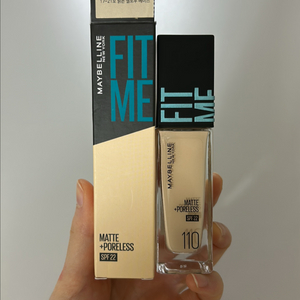 MAYBELLINE
NEW YORK
FIT
ME
MATTE
+PORELESS
SPF 22
FIT
ME
MAYBELLINE
NEW YORK
MATTE
+PORELESS
SPF 22
110